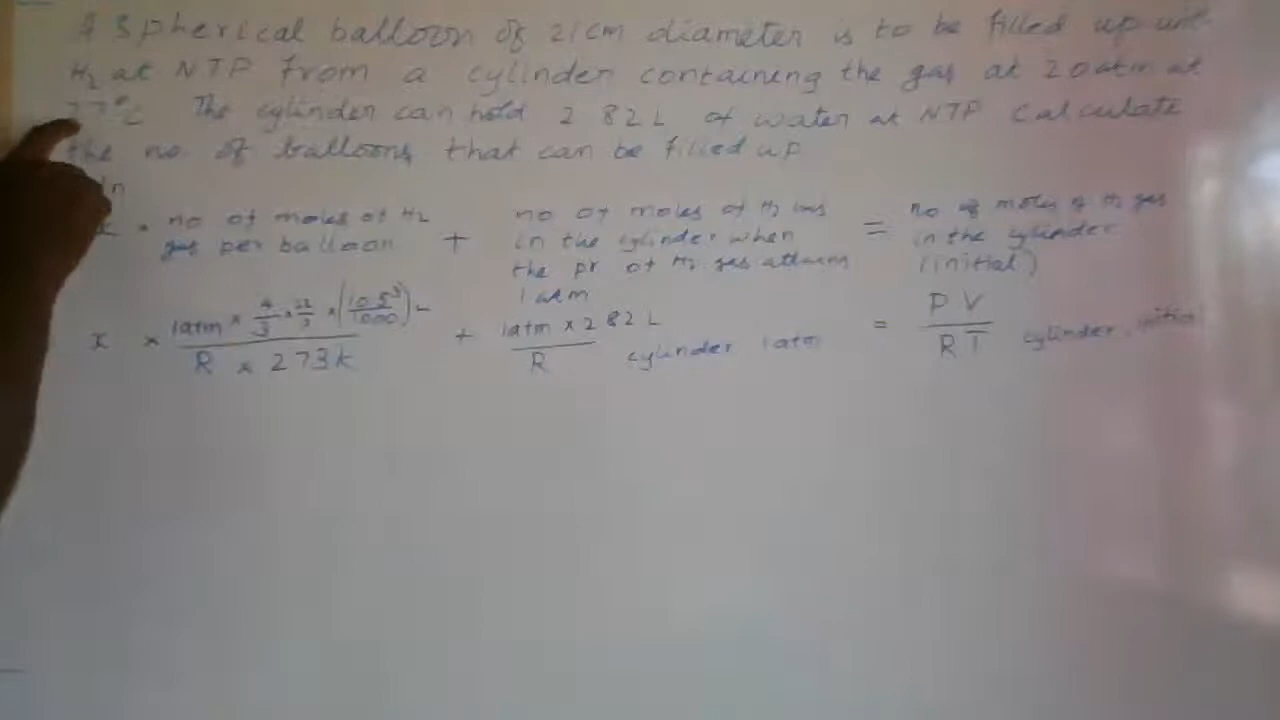 A Spherical balloon of 21cm diameter is to be filled up with
H2 at NTP from a cylinder containing the gas at 20atm at
27°C The cylinder can hold 2 82L of water at NTP Calculate
the no. of balloons that can be filled up
x × no of moles of H2 gas per balloon + no of moles of H2 gas in the cylinder when the pr of H2 gas attains 1 atm = no of moles of H2 gas in the cylinder (initial)
x × 1atm × 4/3 × 22/7 × (10.5³/1000) L / R × 273K + 1atm × 2 82L / R cylinder 1atm = PV / RT cylinder, initial